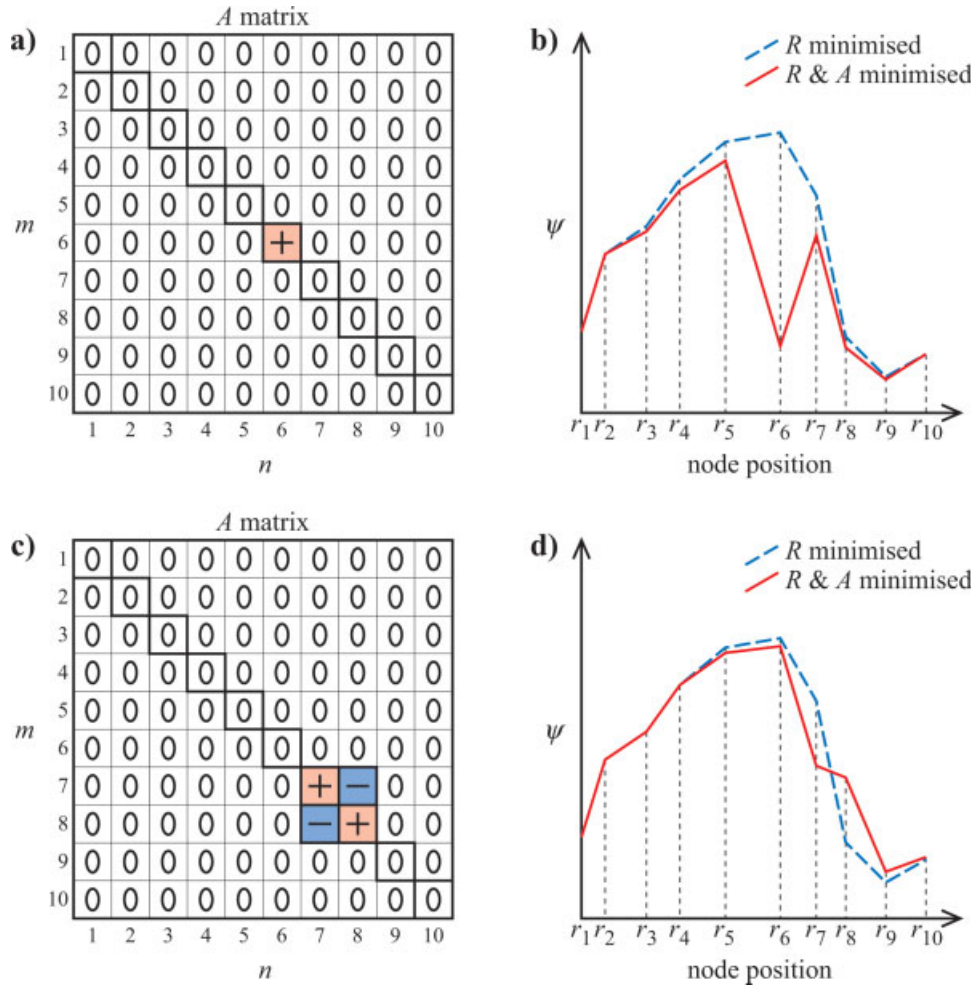 A matrix
a)
1 0 0 0 0 0 0 0 0 0 0
2 0 0 0 0 0 0 0 0 0 0
3 0 0 0 0 0 0 0 0 0 0
4 0 0 0 0 0 0 0 0 0 0
5 0 0 0 0 0 0 0 0 0 0
m
6 0 0 0 0 0 + 0 0 0 0
7 0 0 0 0 0 0 0 0 0 0
8 0 0 0 0 0 0 0 0 0 0
9 0 0 0 0 0 0 0 0 0 0
10 0 0 0 0 0 0 0 0 0 0
1 2 3 4 5 6 7 8 9 10
n
b)
R minimised
R & A minimised
ψ
r1 r2 r3 r4 r5 r6 r7 r8 r9 r10
node position
A matrix
c)
1 0 0 0 0 0 0 0 0 0 0
2 0 0 0 0 0 0 0 0 0 0
3 0 0 0 0 0 0 0 0 0 0
4 0 0 0 0 0 0 0 0 0 0
5 0 0 0 0 0 0 0 0 0 0
m
6 0 0 0 0 0 0 0 0 0 0
7 0 0 0 0 0 0 + − 0 0
8 0 0 0 0 0 0 − + 0 0
9 0 0 0 0 0 0 0 0 0 0
10 0 0 0 0 0 0 0 0 0 0
1 2 3 4 5 6 7 8 9 10
n
d)
R minimised
R & A minimised
ψ
r1 r2 r3 r4 r5 r6 r7 r8 r9 r10
node position